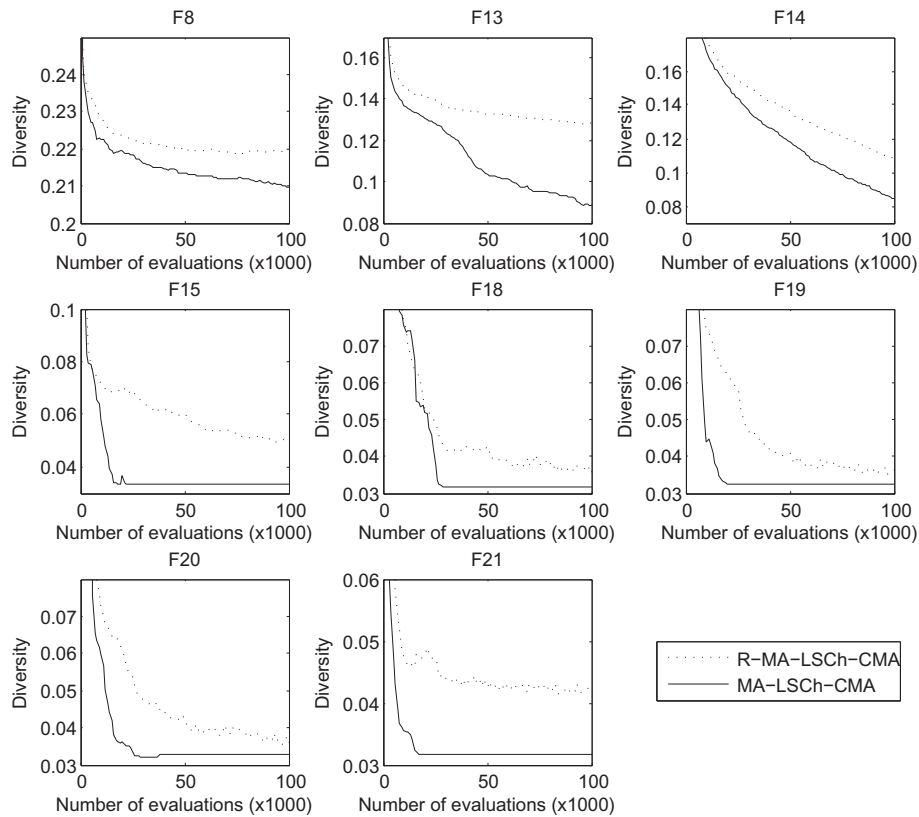 F8
F13
F14
0.24
0.23
0.22
0.21
0.2
Diversity
0 50 100
Number of evaluations (x1000)
0.16
0.14
0.12
0.1
0.08
Diversity
0 50 100
Number of evaluations (x1000)
0.16
0.14
0.12
0.1
0.08
Diversity
0 50 100
Number of evaluations (x1000)
F15
F18
F19
0.1
0.08
0.06
0.04
Diversity
0 50 100
Number of evaluations (x1000)
0.07
0.06
0.05
0.04
0.03
Diversity
0 50 100
Number of evaluations (x1000)
0.07
0.06
0.05
0.04
0.03
Diversity
0 50 100
Number of evaluations (x1000)
F20
F21
0.07
0.06
0.05
0.04
0.03
Diversity
0 50 100
Number of evaluations (x1000)
0.06
0.05
0.04
0.03
Diversity
0 50 100
Number of evaluations (x1000)
R−MA−LSCh−CMA
MA−LSCh−CMA